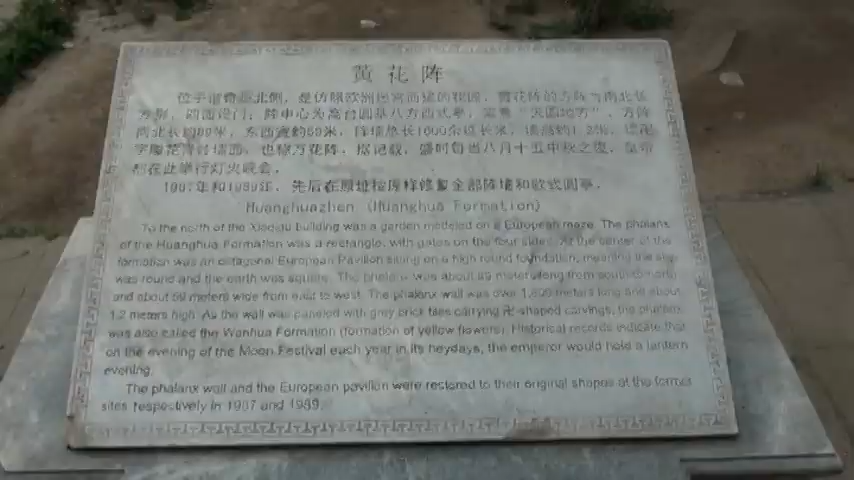 黄花阵
位于谐奇趣北侧，是仿照欧洲迷宫而建的花园，黄花阵的方阵为南北长
方形，四面设门；阵中心为高台圆基八方西式亭，寓意“天圆地方”，方阵
南北长约89米，东西宽约59米，阵墙总长1600余延长米，墙高约1.2米，
字雕花青砖墙面，也称万花阵，据记载，盛时每当八月十五中秋之夜，皇帝
在此举行灯火晚会。
1987年和1989年，先后在原址按原样修复全部阵墙和欧式圆亭。
Huanghuazhen (Huanghua Formation)
To the north of the Xieqiqu building was a garden modeled on a European maze. The phalanx
of the Huanghua Formation was a rectangle, with gates on the four sides. At the center of the
formation was an octagonal European Pavilion sitting on a high round foundation, meaning the sky
was round and the earth was square. The phalanx was about 89 meters long from south to north
and about 59 meters wide from east to west. The phalanx wall was over 1,600 meters long and about
1.2 meters high. As the wall was paneled with grey brick tiles carrying 卍-shaped carvings, the phalanx
was also called the Wanhua Formation (formation of yellow flowers). Historical records indicate that
on the evening of the Moon Festival each year in its heydays, the emperor would hold a lantern
evening.
The phalanx wall and the European pavilion were restored to their original shapes at the former
sites respectively in 1987 and 1989.